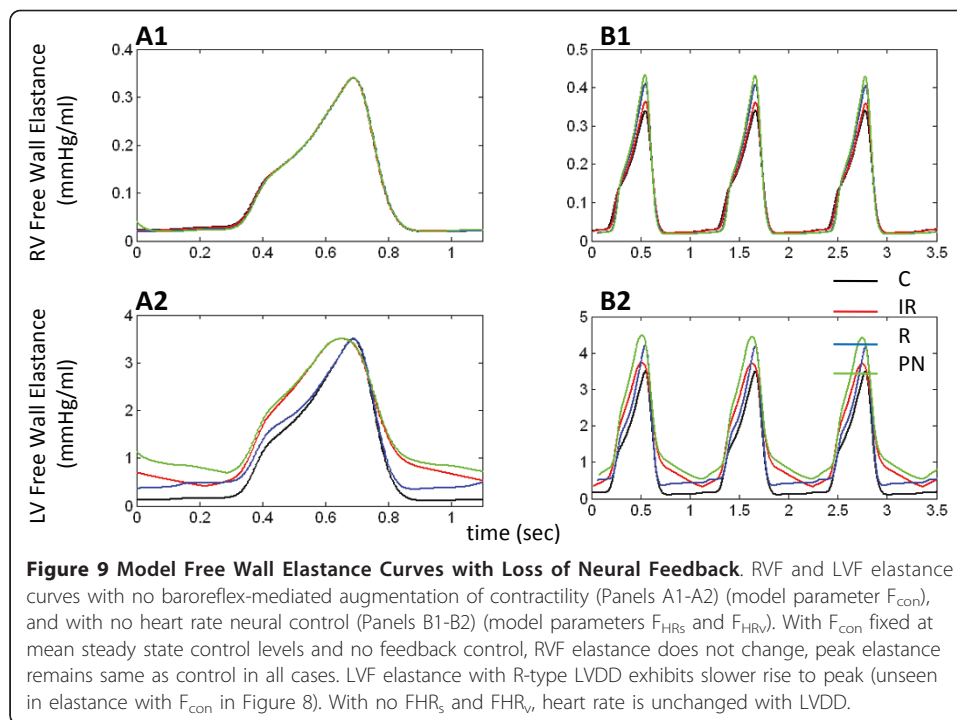 A1
B1
RV Free Wall Elastance
(mmHg/ml)
0.4
0.3
0.2
0.1
0
0 0.2 0.4 0.6 0.8 1
0.5
0.4
0.3
0.2
0.1
0
0 0.5 1 1.5 2 2.5 3 3.5
A2
B2
LV Free Wall Elastance
(mmHg/ml)
4
3
2
1
0
0 0.2 0.4 0.6 0.8 1
5
4
3
2
1
0
0 0.5 1 1.5 2 2.5 3 3.5
C
IR
R
PN
time (sec)
Figure 9 Model Free Wall Elastance Curves with Loss of Neural Feedback. RVF and LVF elastance
curves with no baroreflex-mediated augmentation of contractility (Panels A1-A2) (model parameter Fcon),
and with no heart rate neural control (Panels B1-B2) (model parameters FHRs and FHRv). With Fcon fixed at
mean steady state control levels and no feedback control, RVF elastance does not change, peak elastance
remains same as control in all cases. LVF elastance with R-type LVDD exhibits slower rise to peak (unseen
in elastance with Fcon in Figure 8). With no FHRs and FHRv, heart rate is unchanged with LVDD.